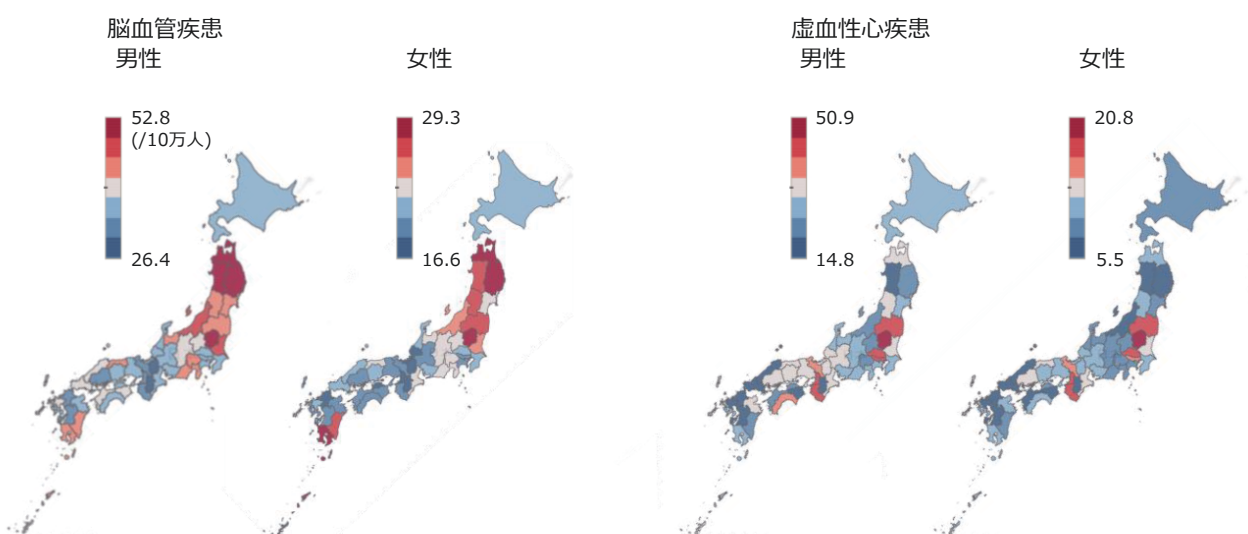 脳血管疾患
男性
女性
52.8
(/10万人)
26.4
29.3
16.6
虚血性心疾患
男性
女性
50.9
14.8
20.8
5.5